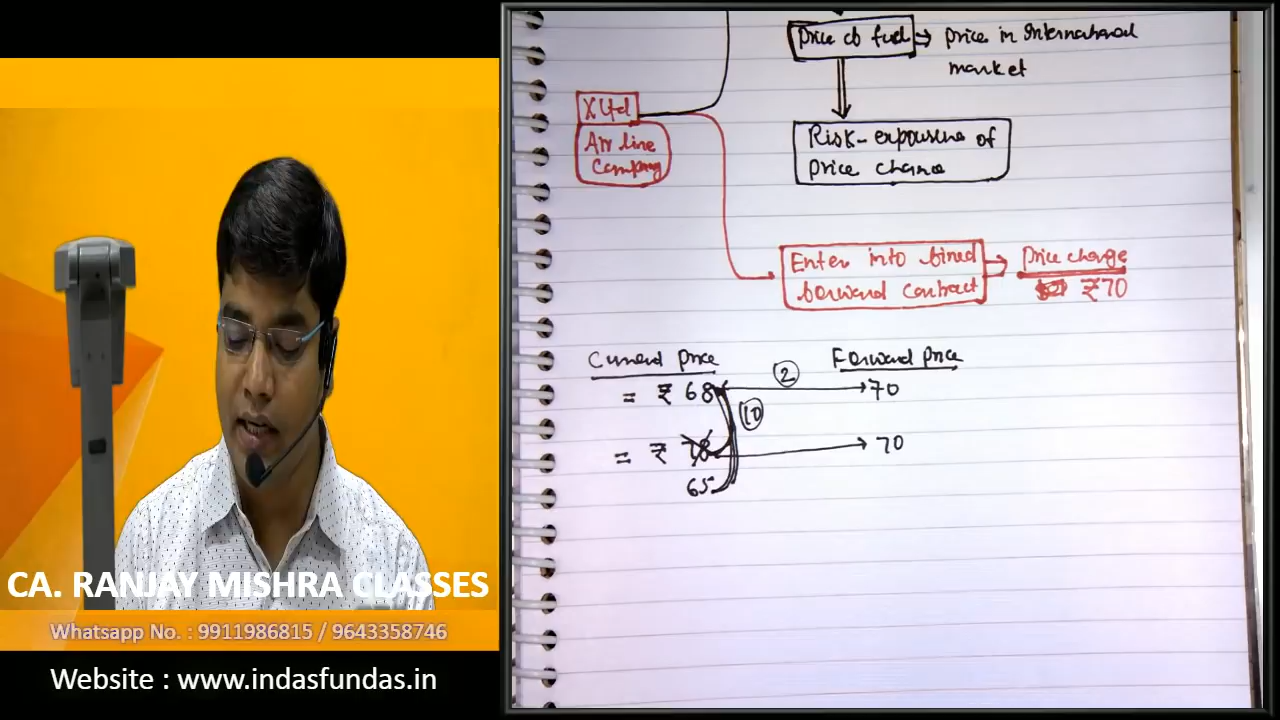 Price of fuel ⇒ price in International
market
X Ltd
Air line
Company
Risk-exposure of
price change
Enter into fixed
forward contract ⇒ Price change
₹70
Current price Forward price
= ₹ 68 ② 70
⑩
= ₹ 78 70
65
CA. RANJAY MISHRA CLASSES
Whatsapp No. : 9911986815 / 9643358746
Website : www.indasfundas.in